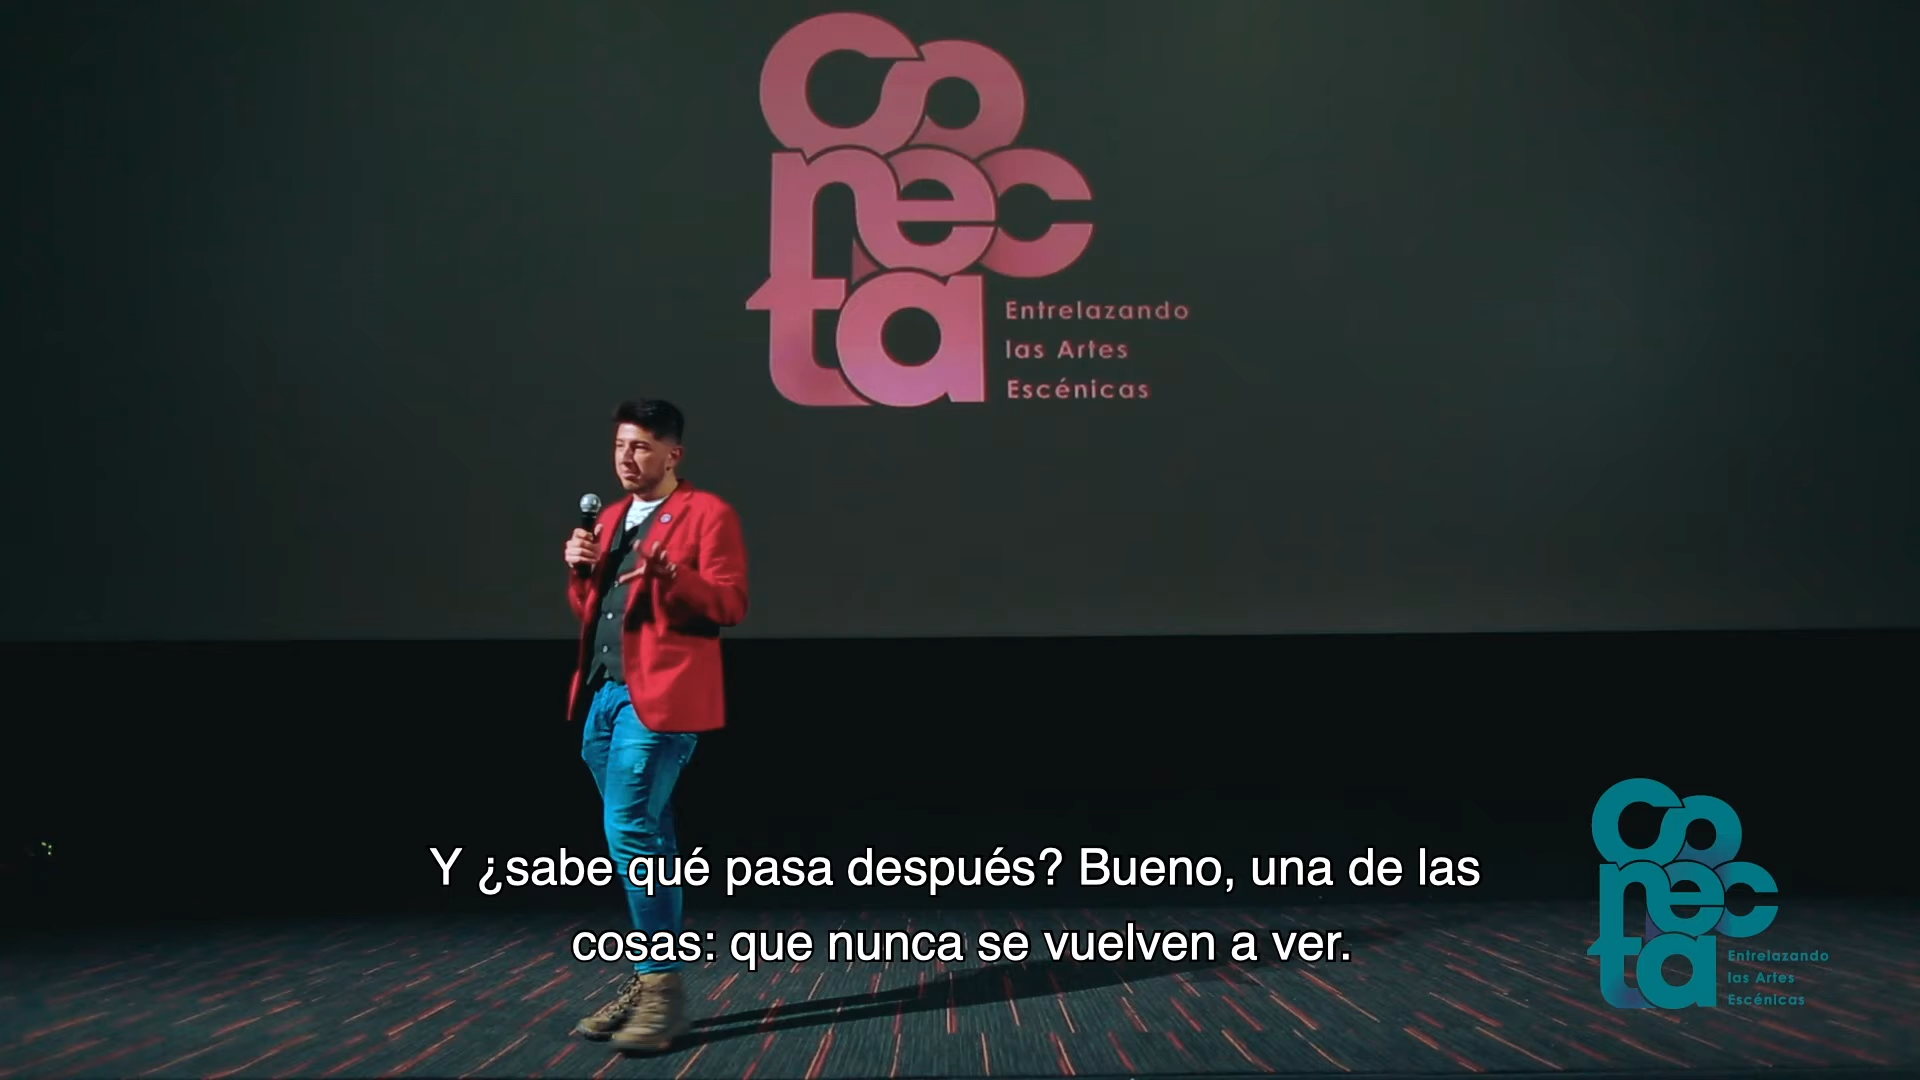 Co
nec
ta
Entrelazando
las Artes
Escénicas
Y ¿sabe qué pasa después? Bueno, una de las
cosas: que nunca se vuelven a ver.
Co
nec
ta
Entrelazando
las Artes
Escénicas